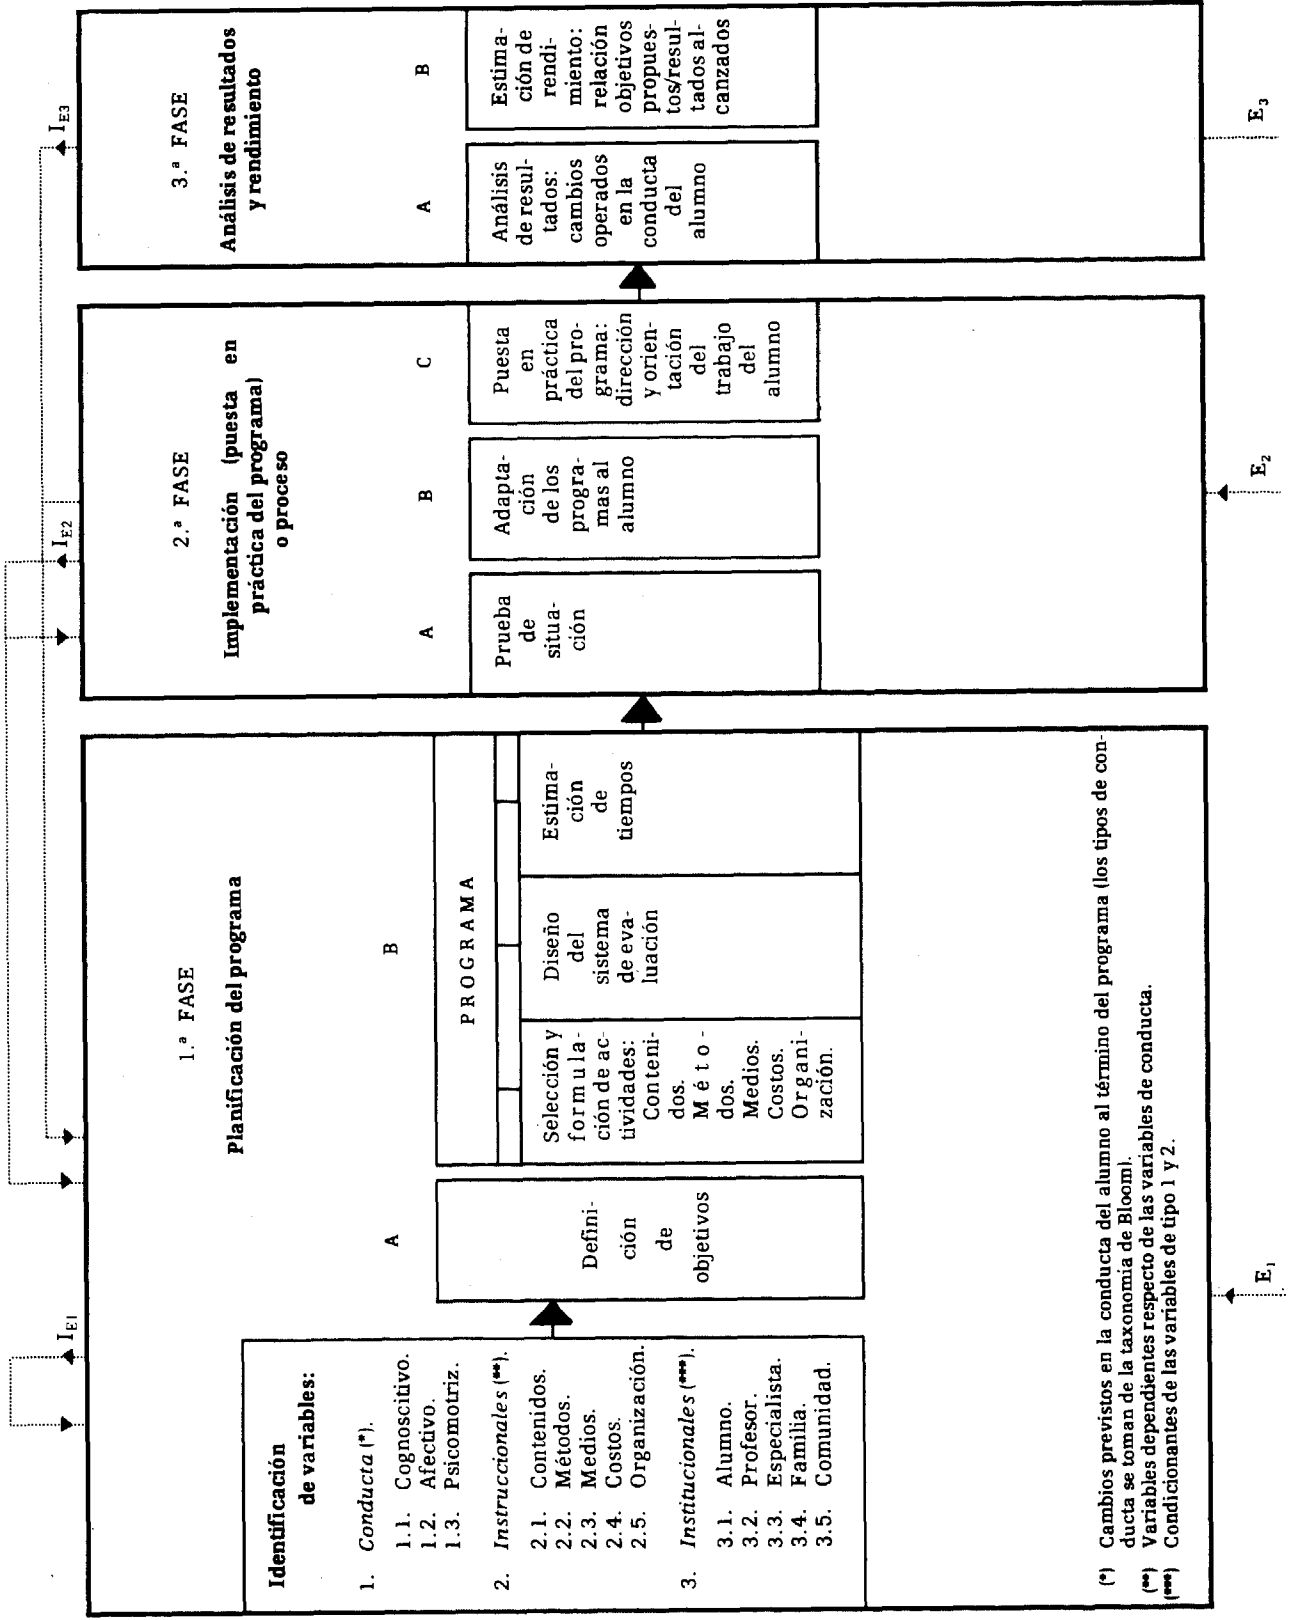 I_E1
I_E2
I_E3
1.ª FASE
Planificación del programa
Identificación
de variables:
1. Conducta (*).
1.1. Cognoscitivo.
1.2. Afectivo.
1.3. Psicomotriz.
2. Instruccionales (**).
2.1. Contenidos.
2.2. Métodos.
2.3. Medios.
2.4. Costos.
2.5. Organización.
3. Institucionales (***).
3.1. Alumno.
3.2. Profesor.
3.3. Especialista.
3.4. Familia.
3.5. Comunidad.
A
Defini-
ción
de
objetivos
B
PROGRAMA
Selección y
formula-
ción de ac-
tividades:
Conteni-
dos.
Méto-
dos.
Medios.
Costos.
Organi-
zación.
Diseño
del
sistema
de eva-
luación
Estima-
ción
de
tiempos
(*) Cambios previstos en la conducta del alumno al término del programa (los tipos de con-
ducta se toman de la taxonomía de Bloom).
(**) Variables dependientes respecto de las variables de conducta.
(***) Condicionantes de las variables de tipo 1 y 2.
E₁
2.ª FASE
Implementación (puesta en
práctica del programa)
o proceso
A
Prueba
de
situa-
ción
B
Adapta-
ción
de los
progra-
mas al
alumno
C
Puesta
en
práctica
del pro-
grama:
dirección
y orien-
tación
del
trabajo
del
alumno
E₂
3.ª FASE
Análisis de resultados
y rendimiento
A
Análisis
de resul-
tados:
cambios
operados
en la
conducta
del
alumno
B
Estima-
ción de
rendi-
miento:
relación
objetivos
propues-
tos/resul-
tados al-
canzados
E₃